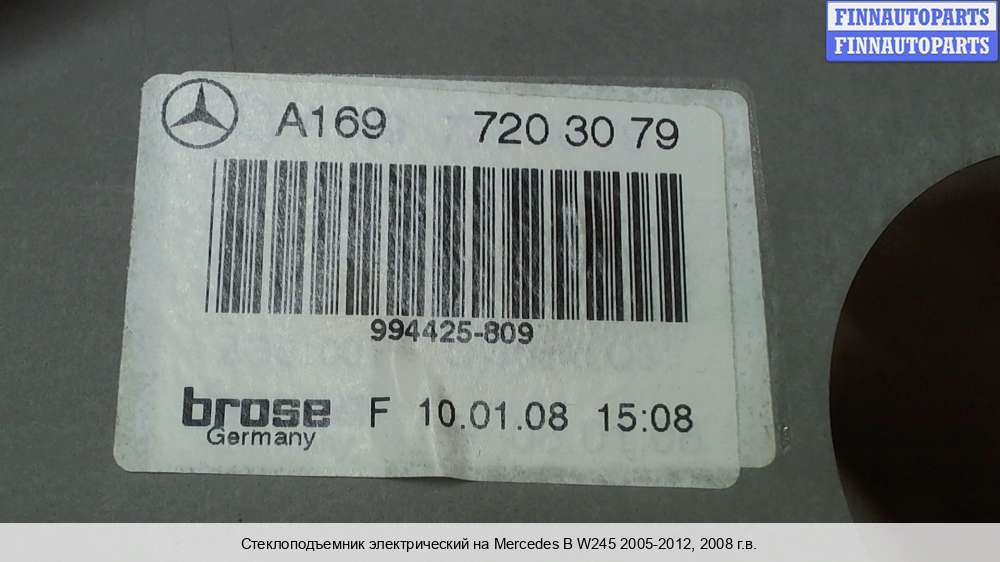 FINNAUTOPARTS
FINNAUTOPARTS
A169 720 30 79
994425-809
brose F 10.01.08 15:08
Germany
Стеклоподъемник электрический на Mercedes B W245 2005-2012, 2008 г.в.